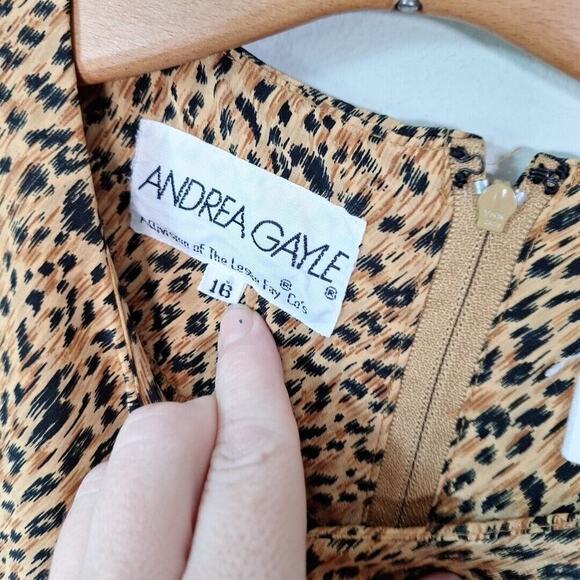 ANDREA GAYLE ®
A Division of The Leslie Fay Co's ®
16